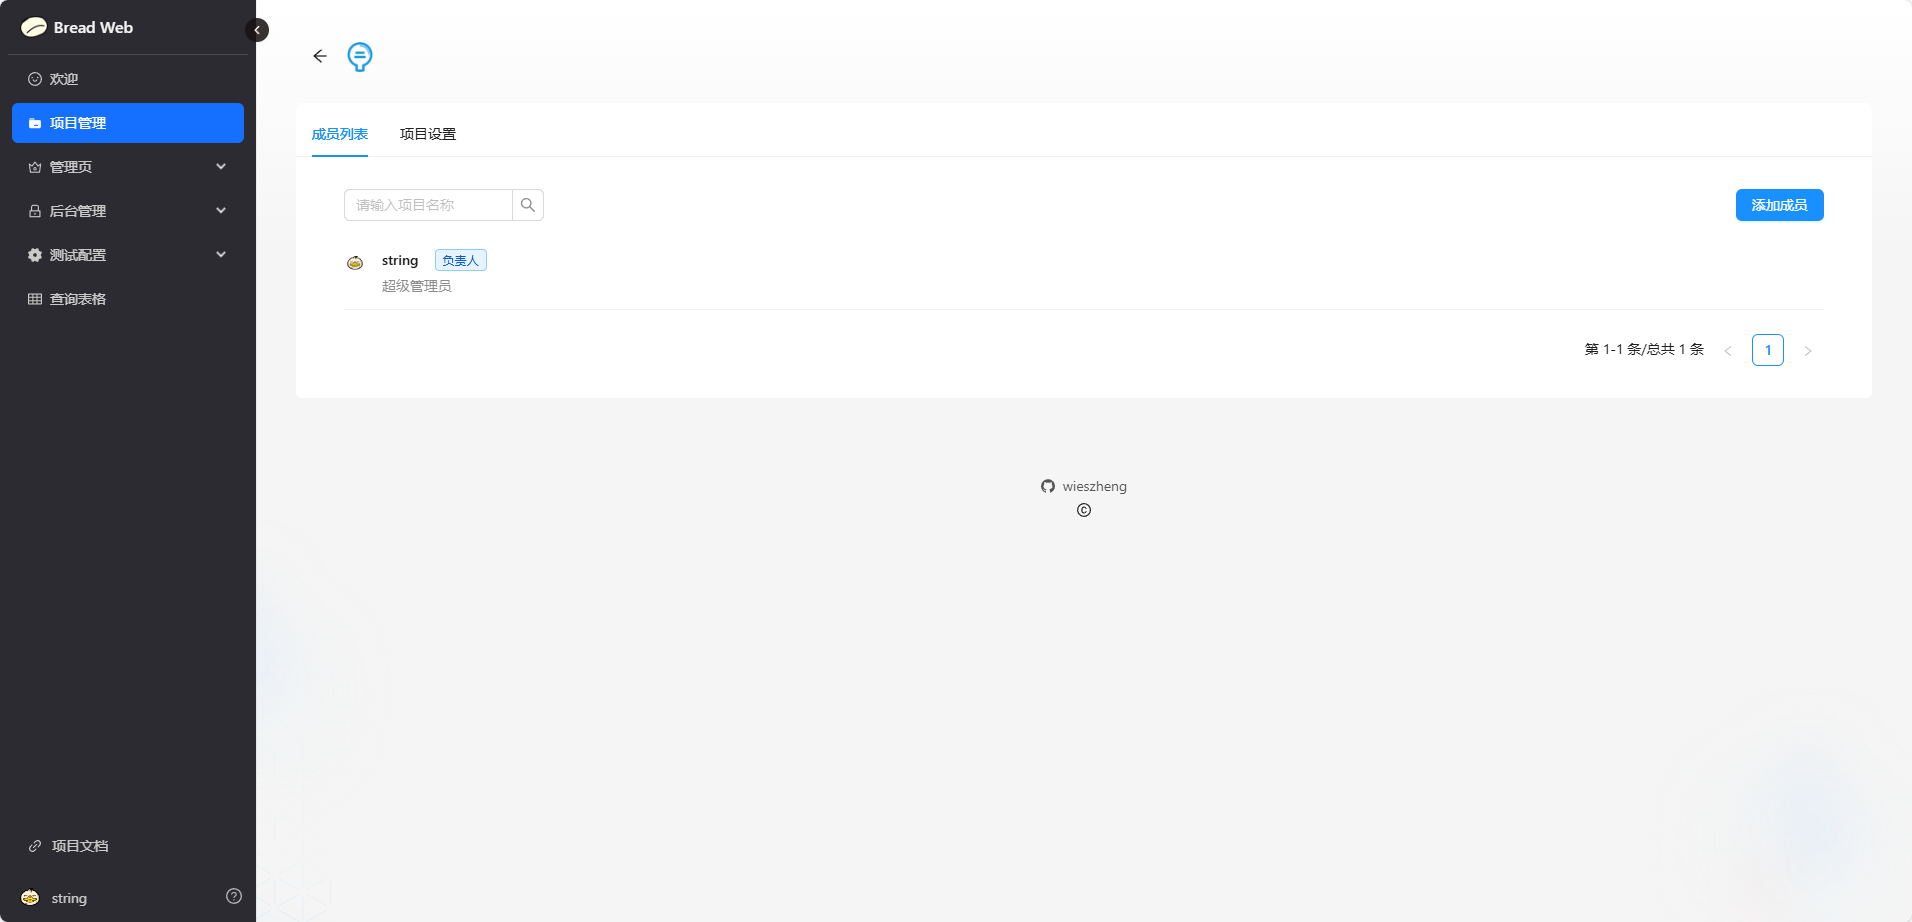 Bread Web
欢迎
项目管理
管理页
后台管理
测试配置
查询表格
项目文档
string
成员列表 项目设置
请输入项目名称
添加成员
string 负责人
超级管理员
第 1-1 条/总共 1 条 < 1 >
wieszheng
©